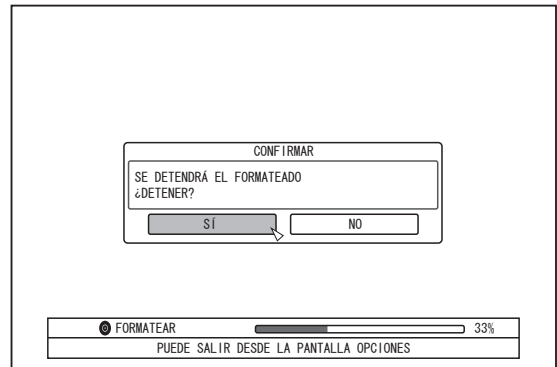 CONFIRMAR
SE DETENDRÁ EL FORMATEADO
¿DETENER?
SÍ NO
FORMATEAR 33%
PUEDE SALIR DESDE LA PANTALLA OPCIONES